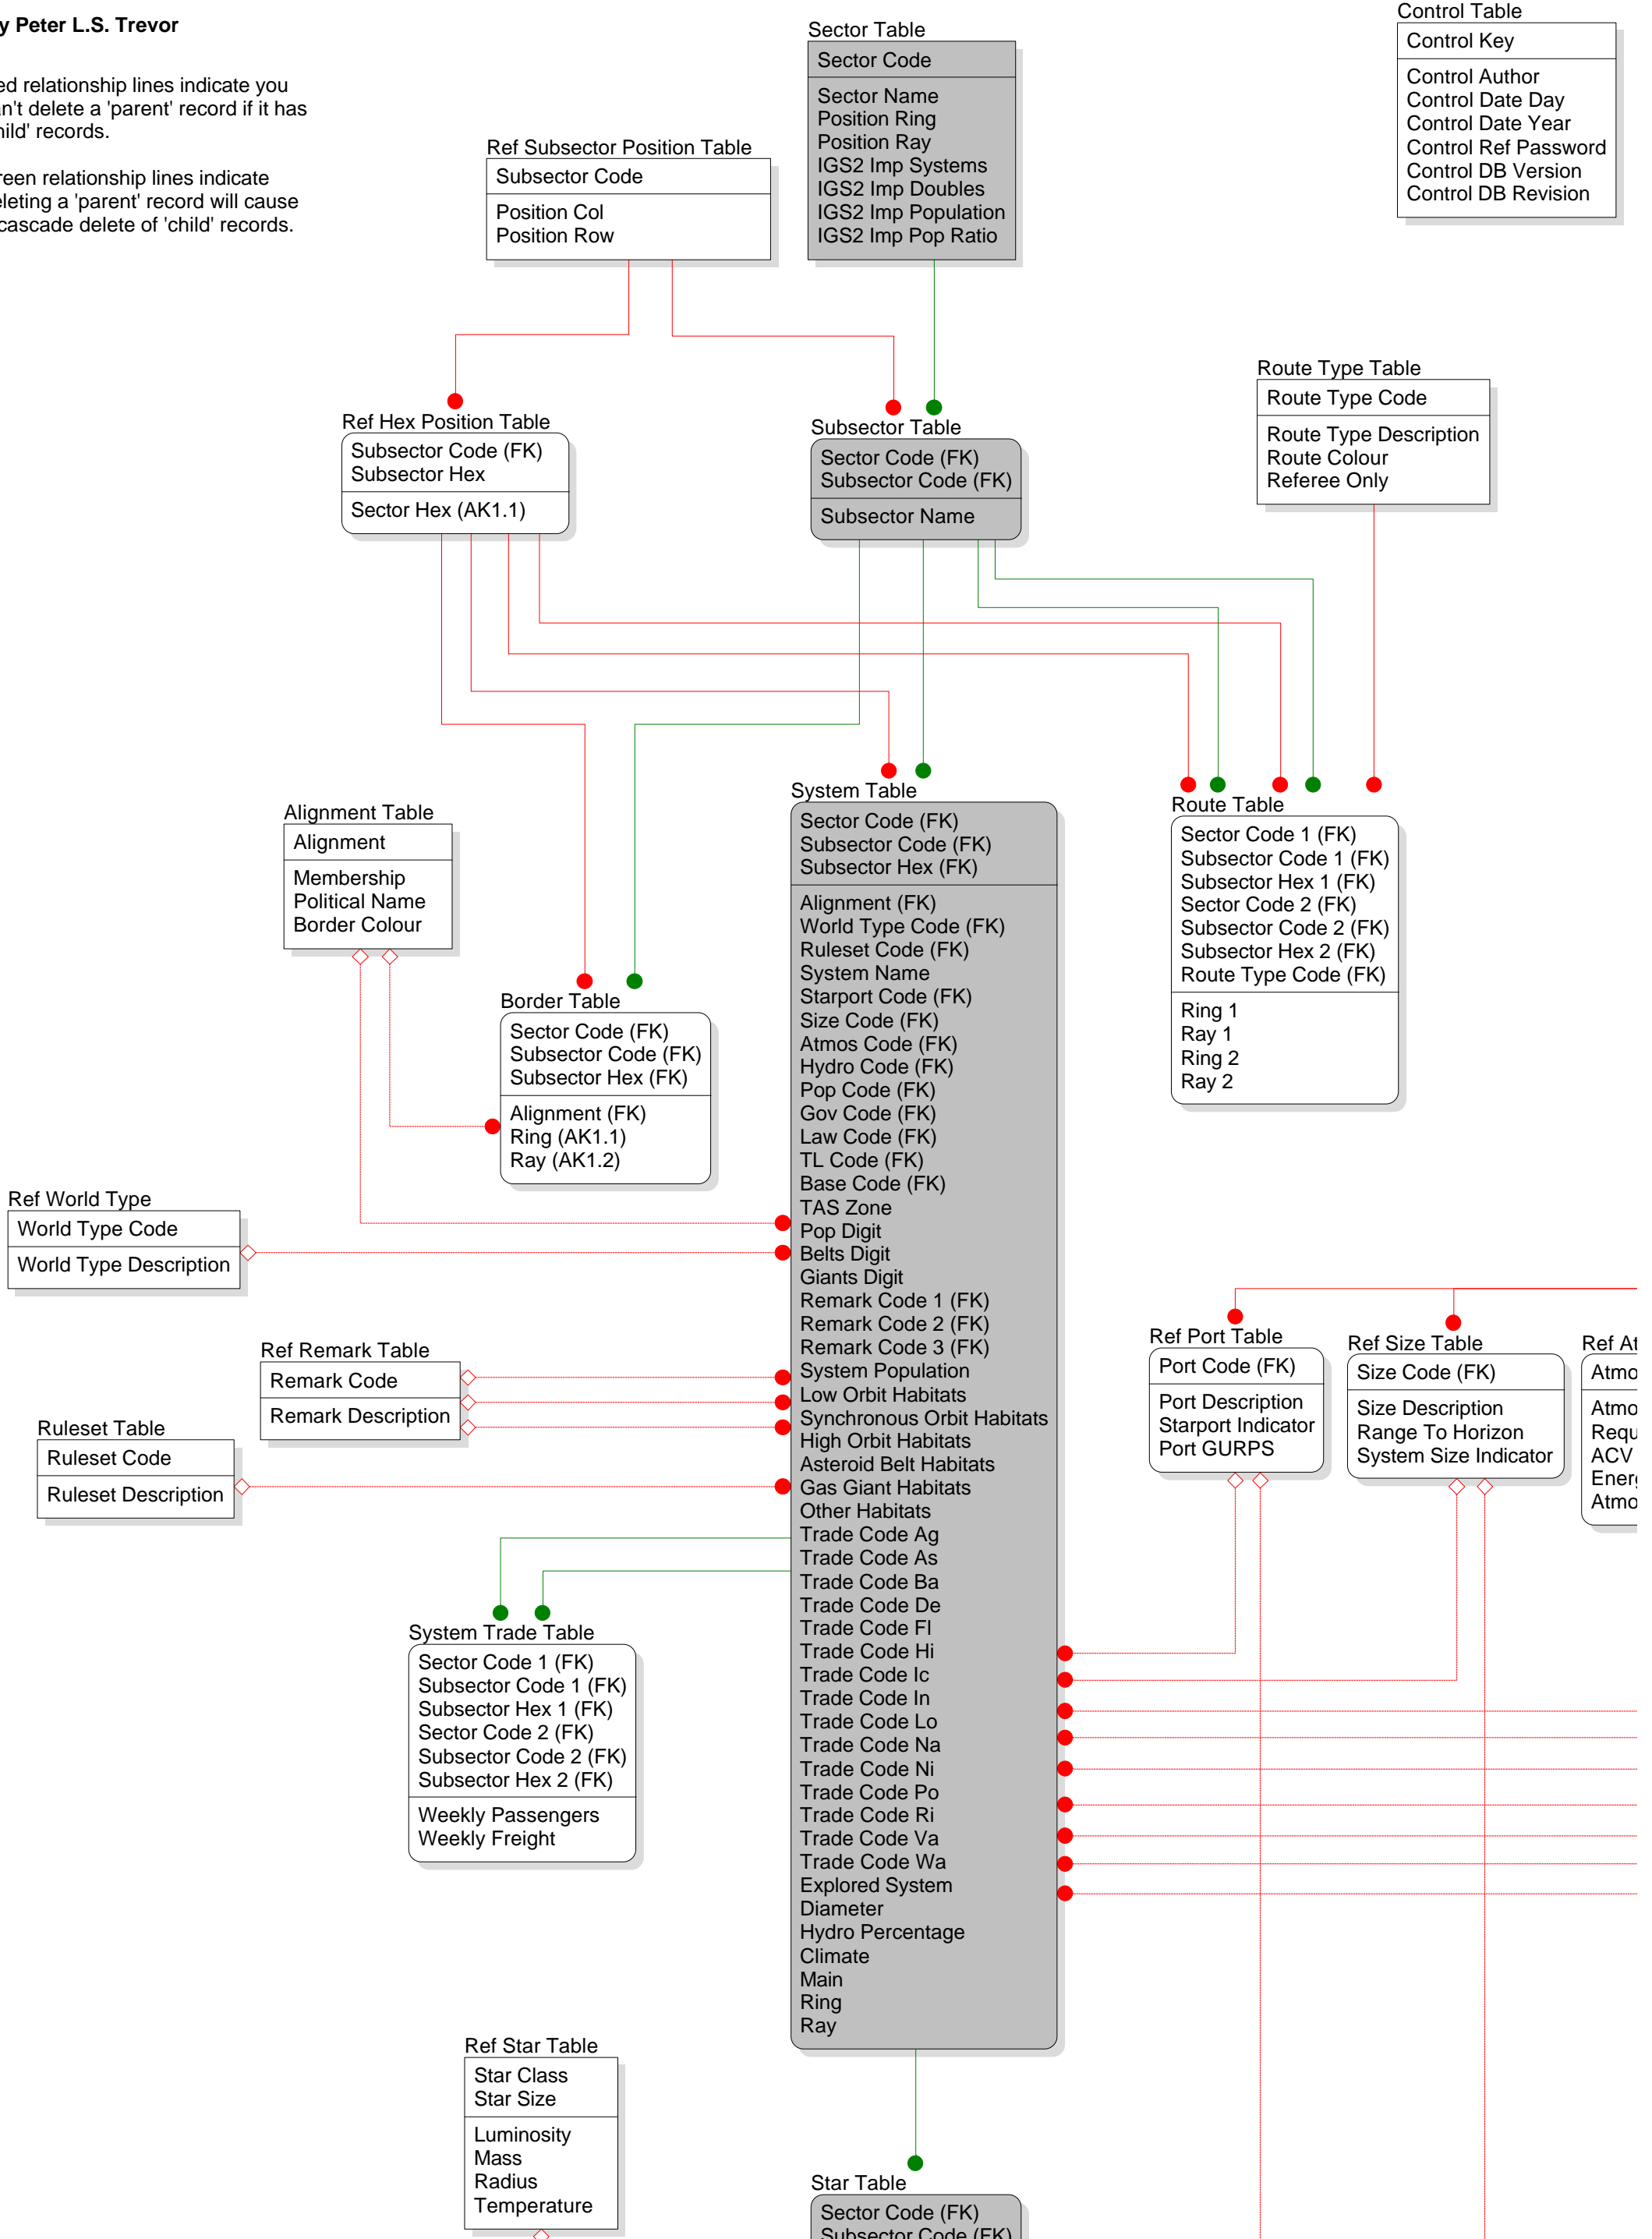 y Peter L.S. Trevor
ed relationship lines indicate you
an't delete a 'parent' record if it has
hild' records.
reen relationship lines indicate
eleting a 'parent' record will cause
cascade delete of 'child' records.
Control Table
Control Key
Control Author
Control Date Day
Control Date Year
Control Ref Password
Control DB Version
Control DB Revision
Sector Table
Sector Code
Sector Name
Position Ring
Position Ray
IGS2 Imp Systems
IGS2 Imp Doubles
IGS2 Imp Population
IGS2 Imp Pop Ratio
Ref Subsector Position Table
Subsector Code
Position Col
Position Row
Route Type Table
Route Type Code
Route Type Description
Route Colour
Referee Only
Ref Hex Position Table
Subsector Code (FK)
Subsector Hex
Sector Hex (AK1.1)
Subsector Table
Sector Code (FK)
Subsector Code (FK)
Subsector Name
System Table
Sector Code (FK)
Subsector Code (FK)
Subsector Hex (FK)
Alignment (FK)
World Type Code (FK)
Ruleset Code (FK)
System Name
Starport Code (FK)
Size Code (FK)
Atmos Code (FK)
Hydro Code (FK)
Pop Code (FK)
Gov Code (FK)
Law Code (FK)
TL Code (FK)
Base Code (FK)
TAS Zone
Pop Digit
Belts Digit
Giants Digit
Remark Code 1 (FK)
Remark Code 2 (FK)
Remark Code 3 (FK)
System Population
Low Orbit Habitats
Synchronous Orbit Habitats
High Orbit Habitats
Asteroid Belt Habitats
Gas Giant Habitats
Other Habitats
Trade Code Ag
Trade Code As
Trade Code Ba
Trade Code De
Trade Code Fl
Trade Code Hi
Trade Code Ic
Trade Code In
Trade Code Lo
Trade Code Na
Trade Code Ni
Trade Code Po
Trade Code Ri
Trade Code Va
Trade Code Wa
Explored System
Diameter
Hydro Percentage
Climate
Main
Ring
Ray
Route Table
Sector Code 1 (FK)
Subsector Code 1 (FK)
Subsector Hex 1 (FK)
Sector Code 2 (FK)
Subsector Code 2 (FK)
Subsector Hex 2 (FK)
Route Type Code (FK)
Ring 1
Ray 1
Ring 2
Ray 2
Alignment Table
Alignment
Membership
Political Name
Border Colour
Border Table
Sector Code (FK)
Subsector Code (FK)
Subsector Hex (FK)
Alignment (FK)
Ring (AK1.1)
Ray (AK1.2)
Ref World Type
World Type Code
World Type Description
Ref Remark Table
Remark Code
Remark Description
Ruleset Table
Ruleset Code
Ruleset Description
Ref Port Table
Port Code (FK)
Port Description
Starport Indicator
Port GURPS
Ref Size Table
Size Code (FK)
Size Description
Range To Horizon
System Size Indicator
Ref At
Atmo
Atmo
Requ
ACV
Ener
Atmo
System Trade Table
Sector Code 1 (FK)
Subsector Code 1 (FK)
Subsector Hex 1 (FK)
Sector Code 2 (FK)
Subsector Code 2 (FK)
Subsector Hex 2 (FK)
Weekly Passengers
Weekly Freight
Ref Star Table
Star Class
Star Size
Luminosity
Mass
Radius
Temperature
Star Table
Sector Code (FK)
Subsector Code (FK)